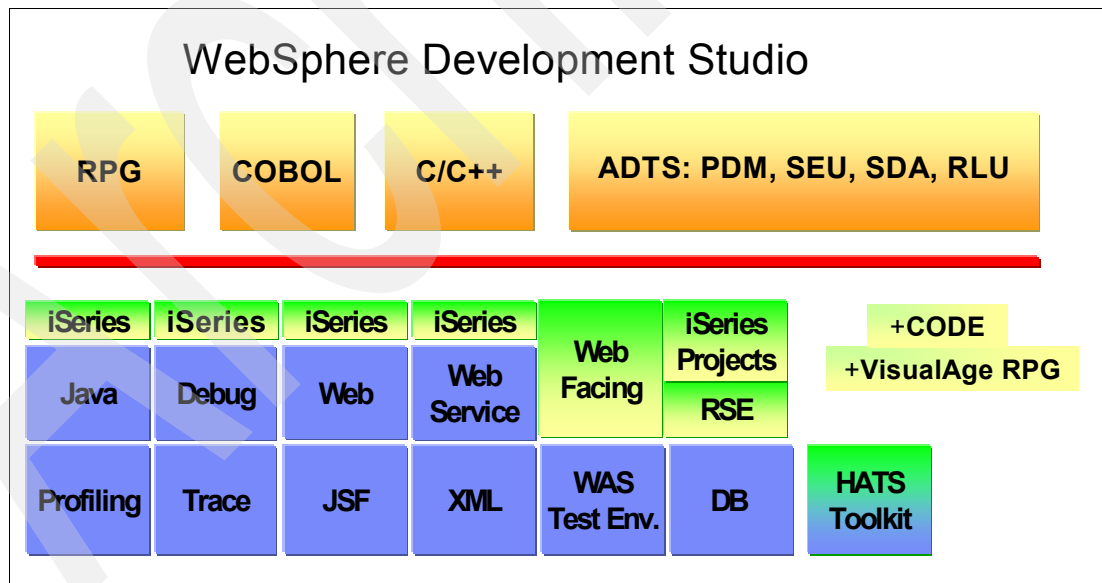 WebSphere Development Studio
RPG
COBOL
C/C++
ADTS: PDM, SEU, SDA, RLU
iSeries
iSeries
iSeries
iSeries
Web
Facing
iSeries
Projects
+CODE
+VisualAge RPG
Java
Debug
Web
Web
Service
RSE
Profiling
Trace
JSF
XML
WAS
Test Env.
DB
HATS
Toolkit